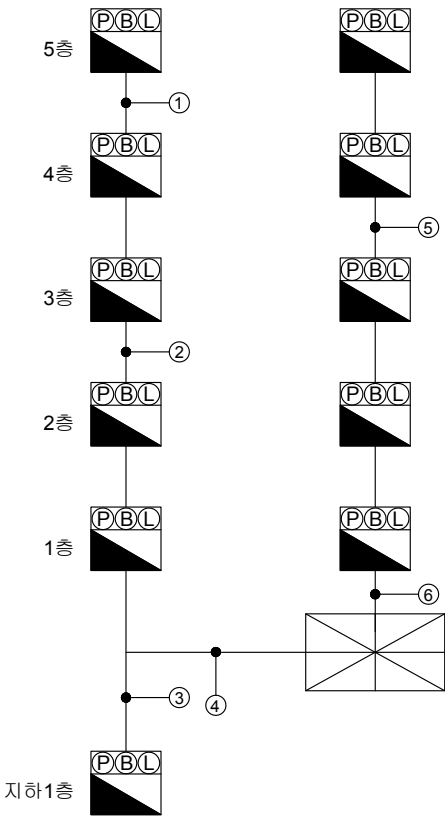 Ⓟ Ⓑ Ⓛ Ⓟ Ⓑ Ⓛ
5층
①
Ⓟ Ⓑ Ⓛ Ⓟ Ⓑ Ⓛ
4층
⑤
Ⓟ Ⓑ Ⓛ Ⓟ Ⓑ Ⓛ
3층
②
Ⓟ Ⓑ Ⓛ Ⓟ Ⓑ Ⓛ
2층
Ⓟ Ⓑ Ⓛ Ⓟ Ⓑ Ⓛ
1층
⑥
③
④
Ⓟ Ⓑ Ⓛ
지하1층